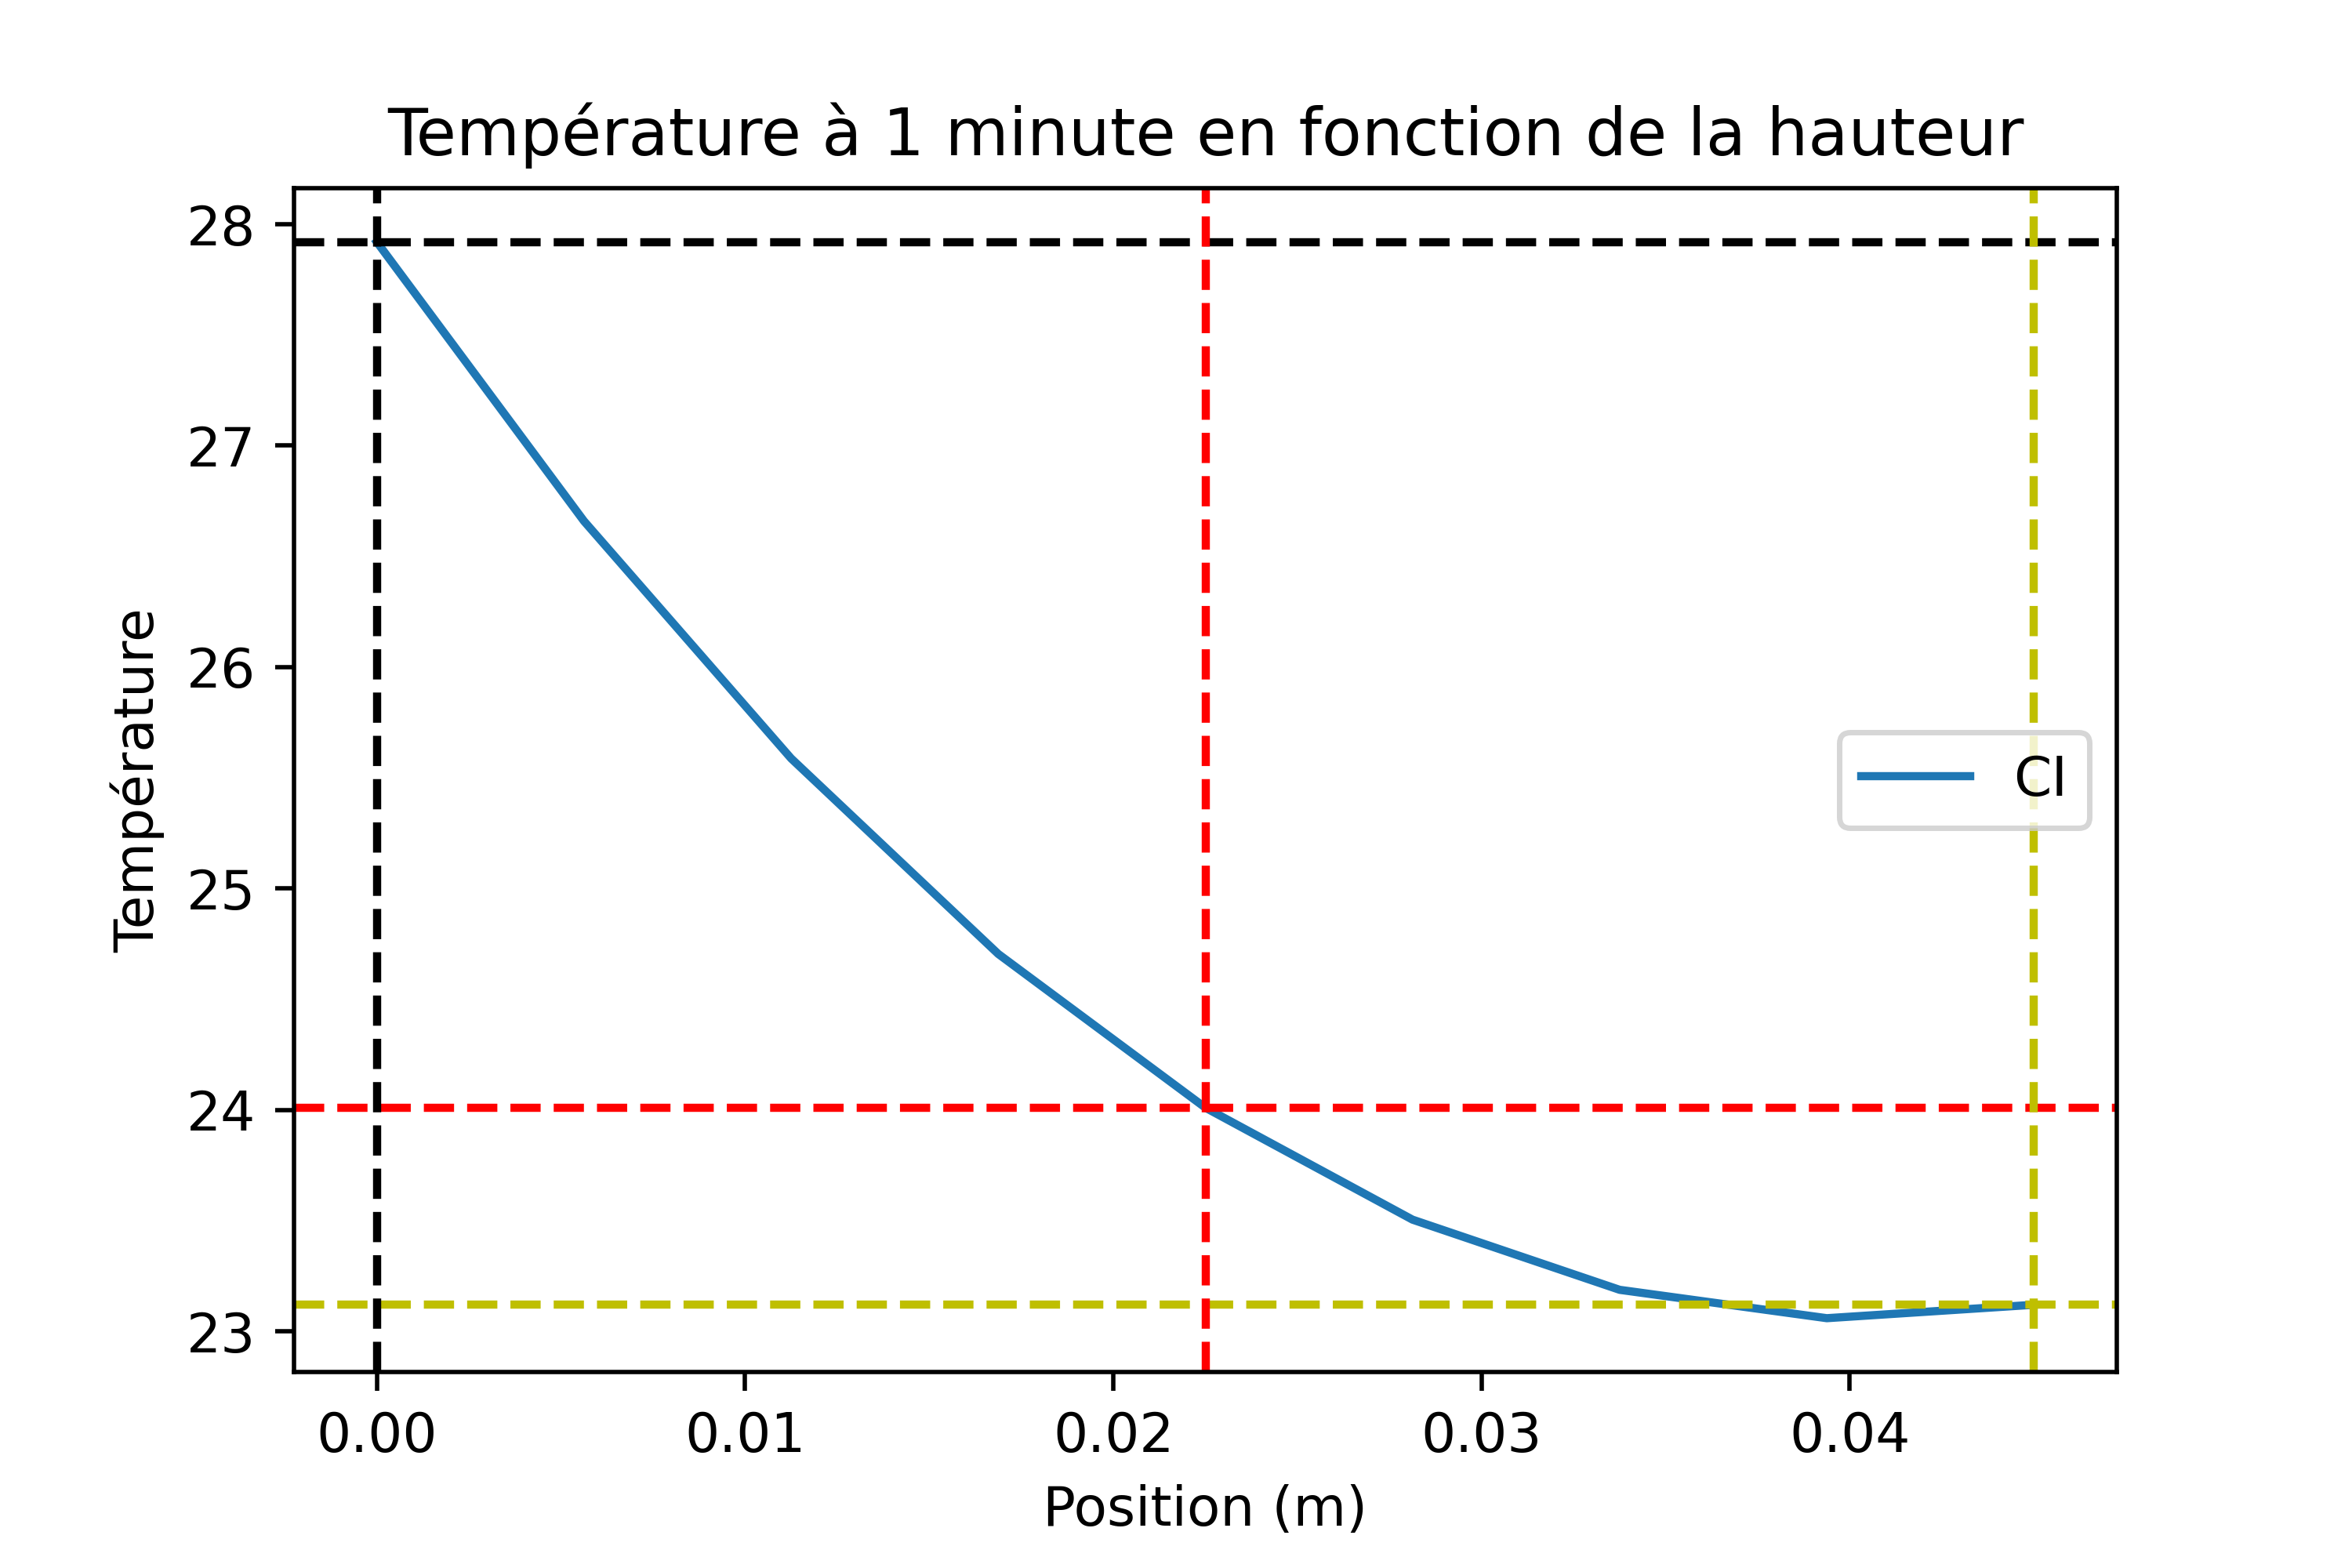 Température à 1 minute en fonction de la hauteur
28
27
26
25
24
23
Température
CI
0.00 0.01 0.02 0.03 0.04
Position (m)